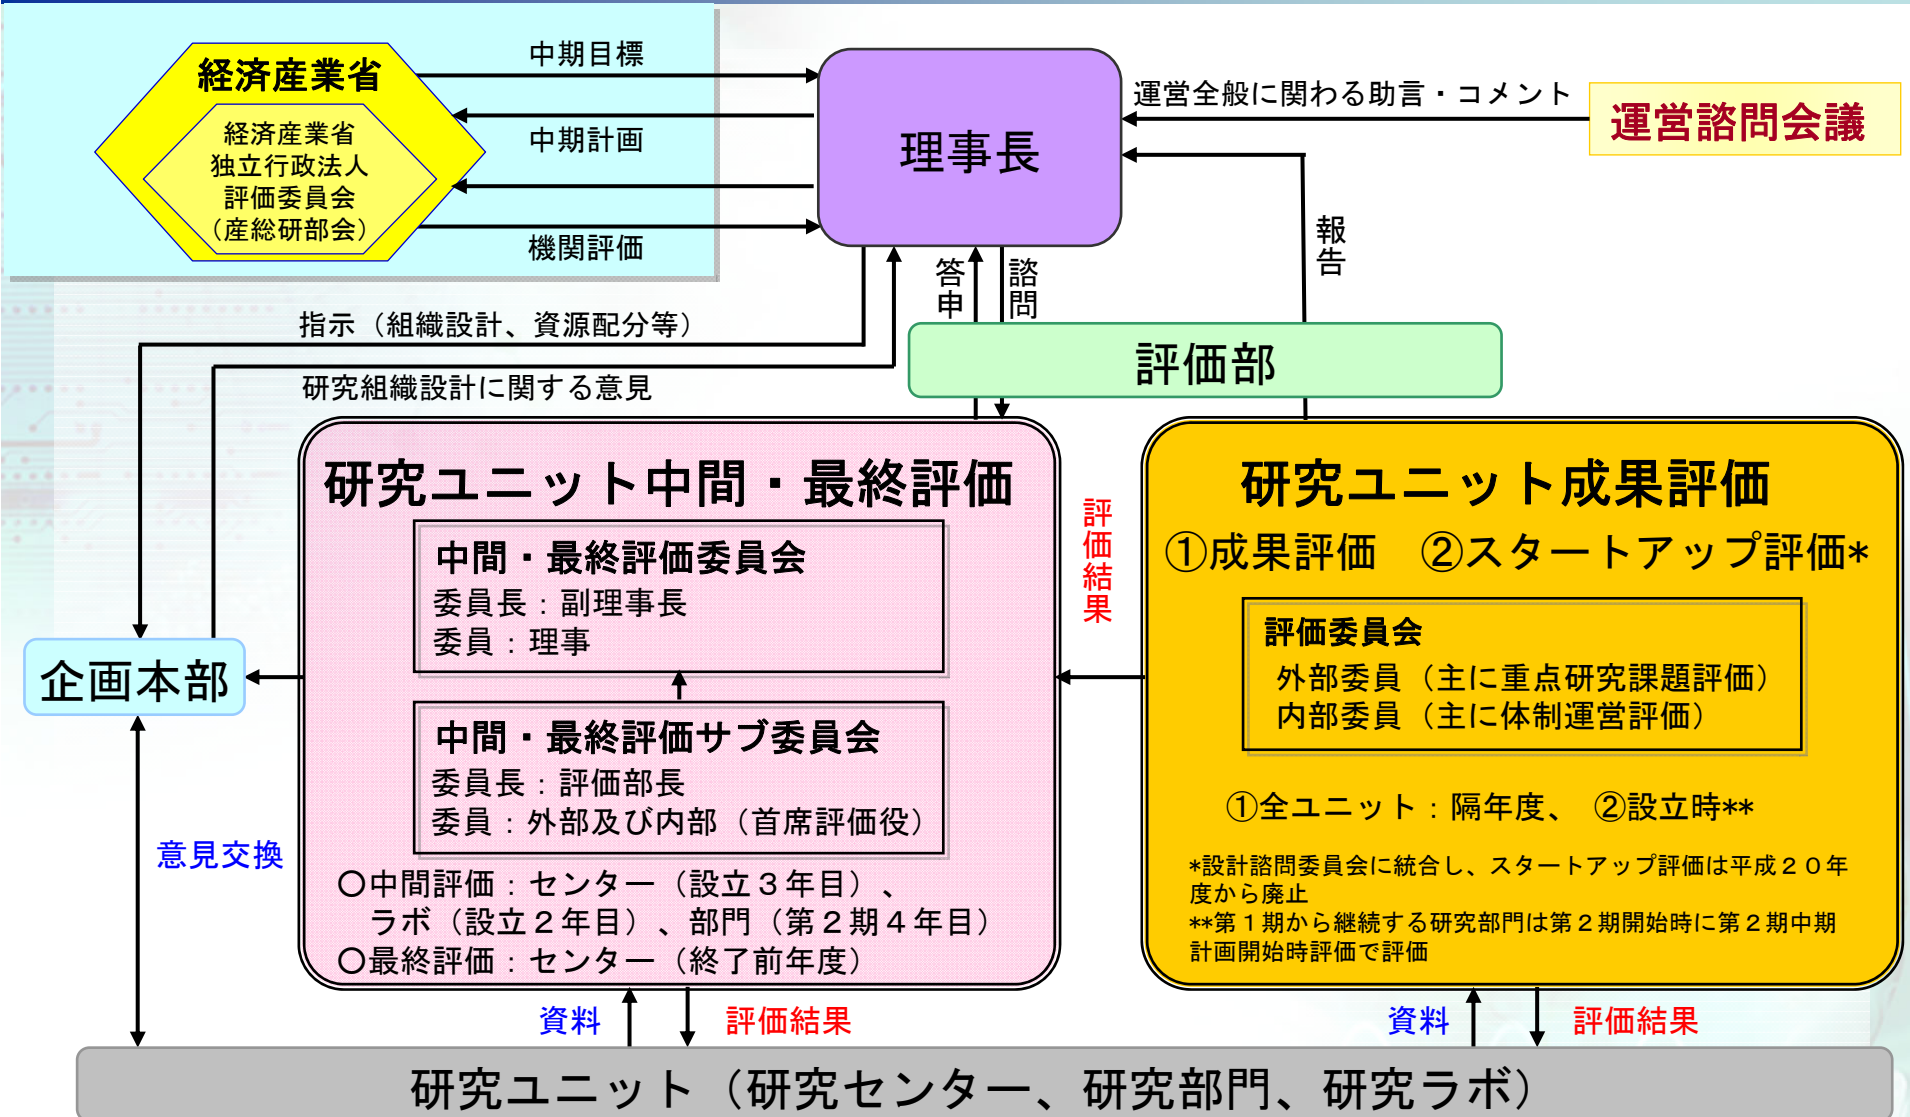 経済産業省
経済産業省
独立行政法人
評価委員会
（産総研部会）
中期目標
中期計画
機関評価
理事長
運営全般に関わる助言・コメント
運営諮問会議
答申
諮問
報告
指示（組織設計、資源配分等）
研究組織設計に関する意見
評価部
研究ユニット中間・最終評価
中間・最終評価委員会
委員長：副理事長
委員：理事
中間・最終評価サブ委員会
委員長：評価部長
委員：外部及び内部（首席評価役）
〇中間評価：センター（設立３年目）、
ラボ（設立２年目）、部門（第２期４年目）
〇最終評価：センター（終了前年度）
評価結果
研究ユニット成果評価
①成果評価　②スタートアップ評価*
評価委員会
外部委員（主に重点研究課題評価）
内部委員（主に体制運営評価）
①全ユニット：隔年度、　②設立時**
*設計諮問委員会に統合し、スタートアップ評価は平成２０年
度から廃止
**第１期から継続する研究部門は第２期開始時に第２期中期
計画開始時評価で評価
企画本部
意見交換
資料
評価結果
資料
評価結果
研究ユニット（研究センター、研究部門、研究ラボ）